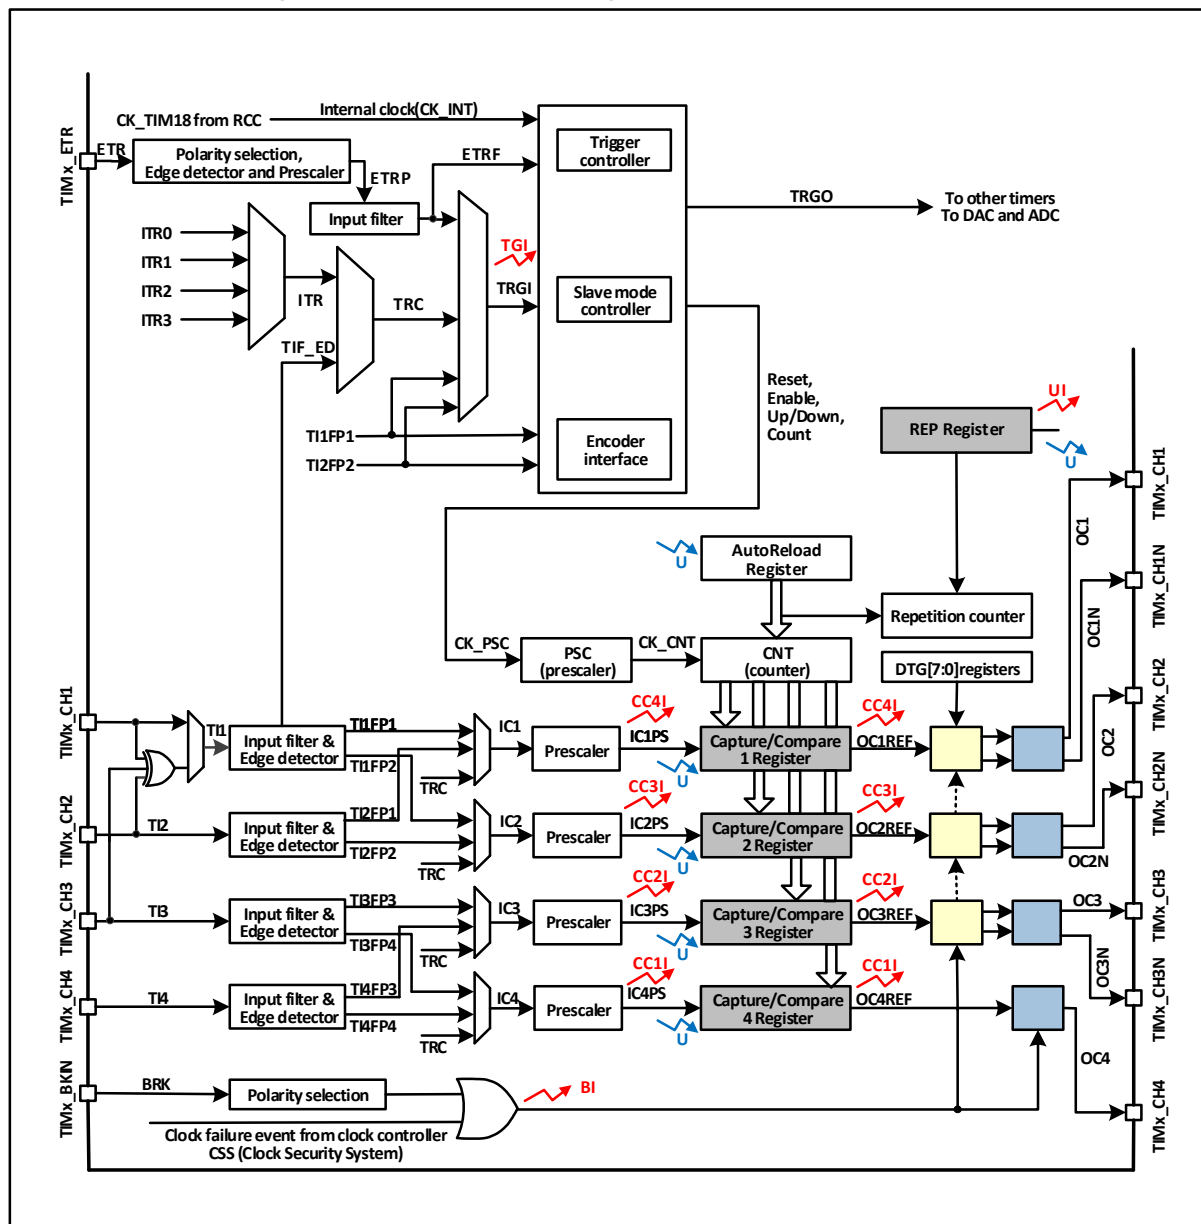 Internal clock(CK_INT)
CK_TIM18 from RCC
TIMx_ETR
ETR
Polarity selection,
Edge detector and Prescaler
ETRP
Input filter
ETRF
Trigger
controller
TRGO
To other timers
To DAC and ADC
ITR0
ITR1
ITR2
ITR3
ITR
TRC
TGI
TRGI
Slave mode
controller
TIF_ED
TI1FP1
TI2FP2
Encoder
interface
Reset,
Enable,
Up/Down,
Count
UI
REP Register
U
U
AutoReload
Register
Repetition counter
CK_PSC
PSC
(prescaler)
CK_CNT
CNT
(counter)
DTG[7:0]registers
TIMx_CH1
TI1
Input filter &
Edge detector
TI1FP1
TI1FP2
TRC
IC1
Prescaler
CC4I
IC1PS
U
Capture/Compare
1 Register
CC4I
OC1REF
OC1
TIMx_CH1
OC1N
TIMx_CH1N
TIMx_CH2
TI2
Input filter &
Edge detector
TI2FP1
TI2FP2
TRC
IC2
Prescaler
CC3I
IC2PS
U
Capture/Compare
2 Register
CC3I
OC2REF
OC2
TIMx_CH2
OC2N
TIMx_CH2N
TIMx_CH3
TI3
Input filter &
Edge detector
TI3FP3
TI3FP4
TRC
IC3
Prescaler
CC2I
IC3PS
U
Capture/Compare
3 Register
CC2I
OC3REF
OC3
TIMx_CH3
OC3N
TIMx_CH3N
TIMx_CH4
TI4
Input filter &
Edge detector
TI4FP3
TI4FP4
TRC
IC4
Prescaler
CC1I
IC4PS
U
Capture/Compare
4 Register
CC1I
OC4REF
OC4
TIMx_CH4
TIMx_BKIN
BRK
Polarity selection
BI
Clock failure event from clock controller
CSS (Clock Security System)